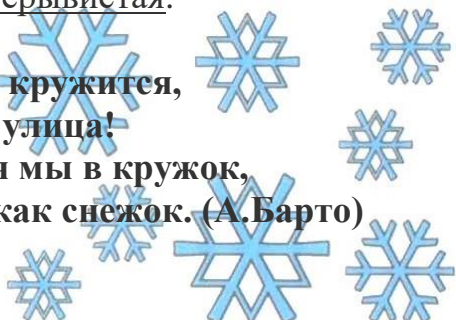 ерывистая.
кружится,
улица!
я мы в кружок,
как снежок. (А.Барто)